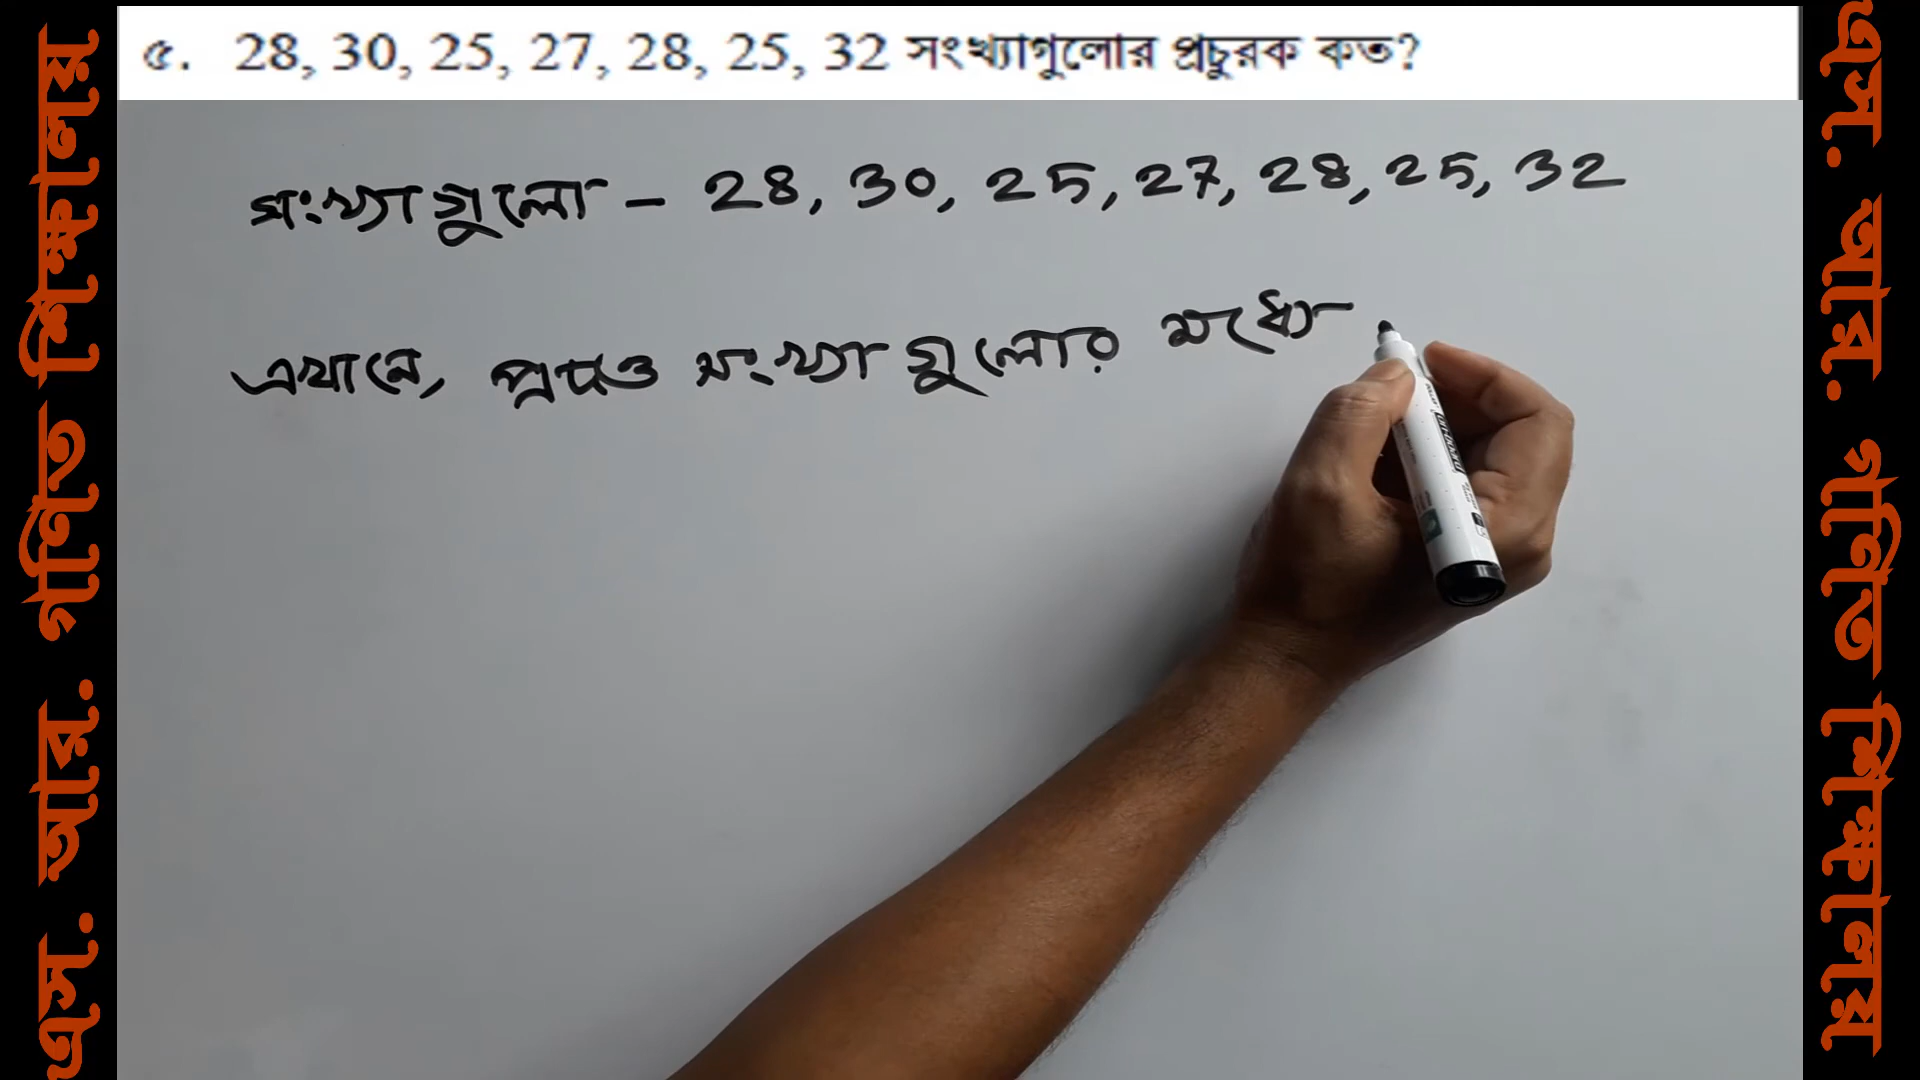 ৫. 28, 30, 25, 27, 28, 25, 32 সংখ্যাগুলোর প্রচুরক কত?
সংখ্যাগুলো - 28, 30, 25, 27, 28, 25, 32
এখানে, প্রদত্ত সংখ্যাগুলোর মধ্যে
এস. আর. গণিত শিক্ষালয়
এস. আর. গণিত শিক্ষালয়